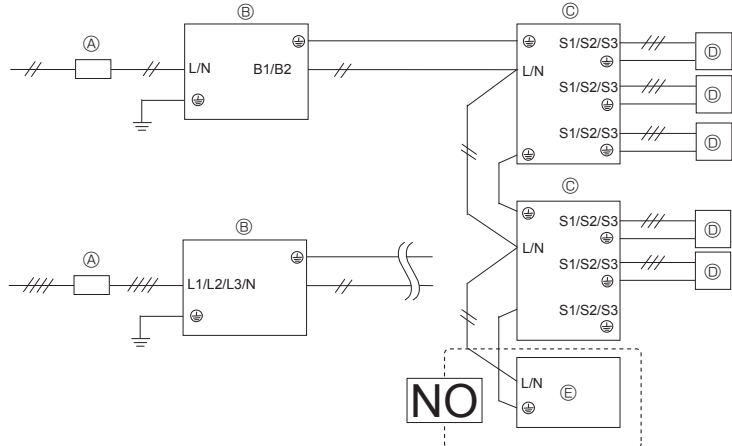 Ⓐ
Ⓑ
L/N
B1/B2
Ⓒ
L/N
S1/S2/S3
Ⓓ
S1/S2/S3
Ⓓ
S1/S2/S3
Ⓓ
Ⓐ
Ⓑ
L1/L2/L3/N
Ⓒ
L/N
S1/S2/S3
Ⓓ
S1/S2/S3
Ⓓ
S1/S2/S3
NO
L/N
Ⓔ